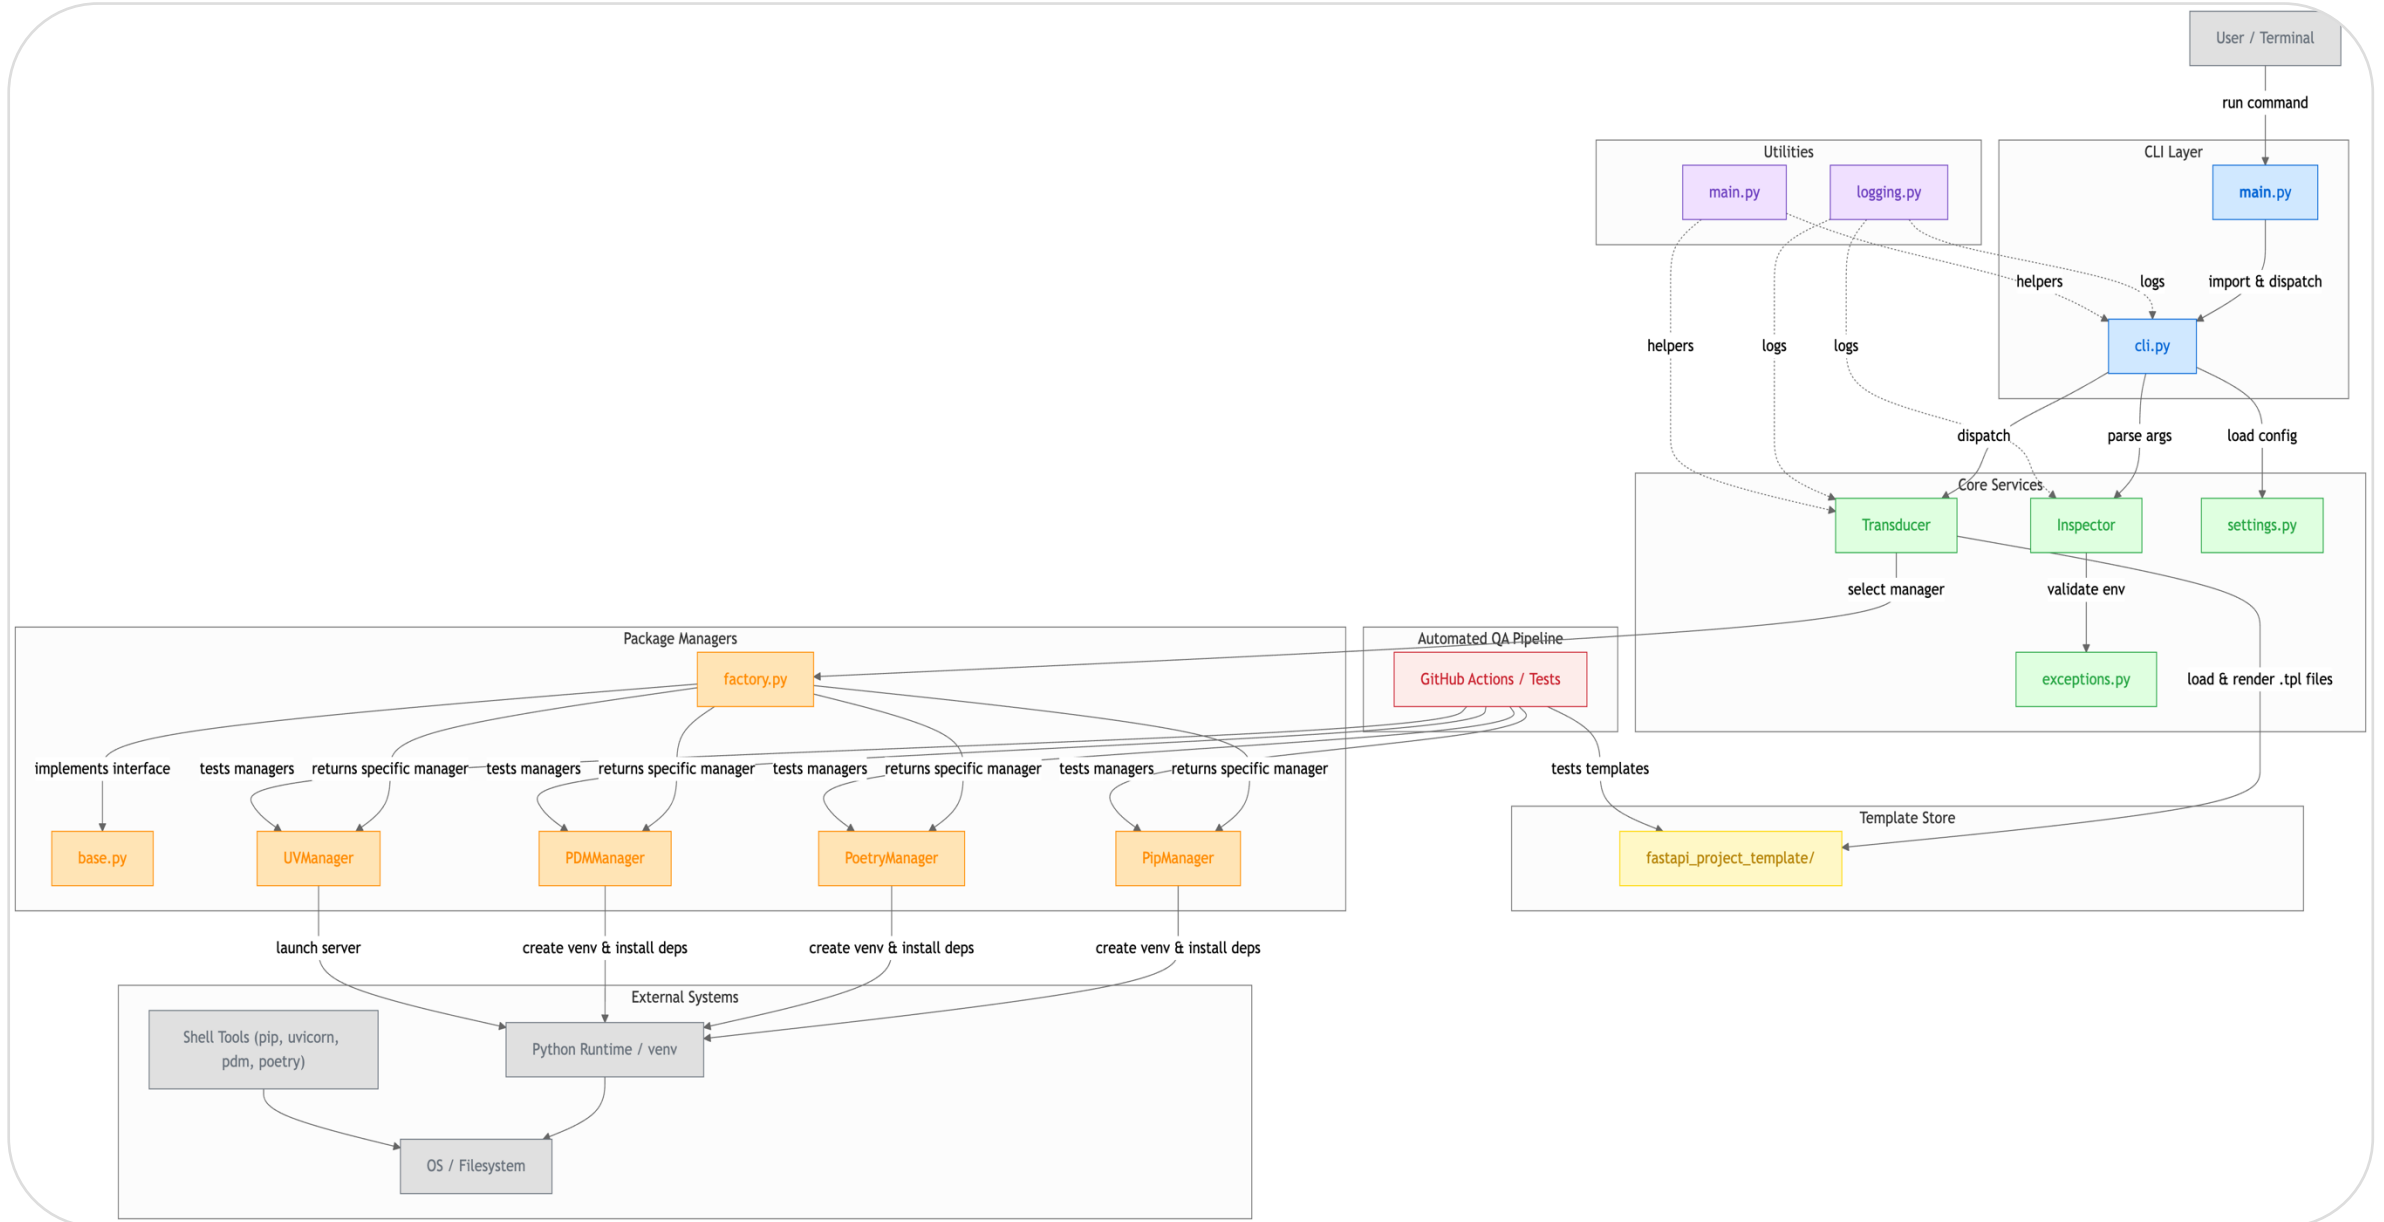 User / Terminal
run command
Utilities
CLI Layer
main.py
logging.py
main.py
helpers
logs
import & dispatch
helpers
logs
logs
cli.py
dispatch
parse args
load config
Core Services
Transducer
Inspector
settings.py
select manager
validate env
Package Managers
Automated QA Pipeline
factory.py
GitHub Actions / Tests
exceptions.py
load & render .tpl files
implements interface
tests managers
returns specific manager
tests managers
returns specific manager
tests managers
returns specific manager
tests managers
returns specific manager
tests templates
Template Store
base.py
UVManager
PDMManager
PoetryManager
PipManager
fastapi_project_template/
launch server
create venv & install deps
create venv & install deps
create venv & install deps
External Systems
Shell Tools (pip, uvicorn,
pdm, poetry)
Python Runtime / venv
OS / Filesystem